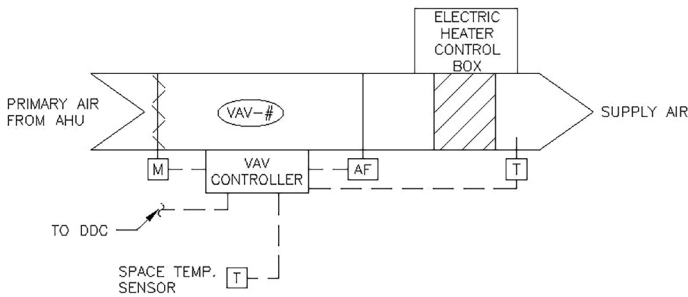 ELECTRIC
HEATER
CONTROL
BOX
PRIMARY AIR
FROM AHU
VAV-#
SUPPLY AIR
M
VAV
CONTROLLER
AF
T
TO DDC
SPACE TEMP.
SENSOR
T